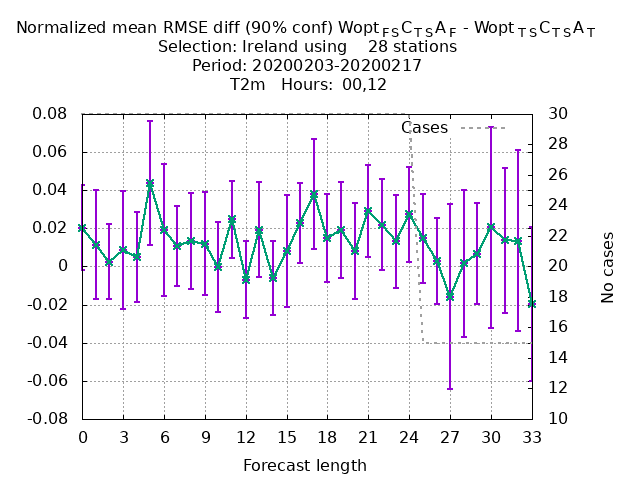 Normalized mean RMSE diff (90% conf) Wopt FS C TS A F - Wopt TS C TS A T
Selection: Ireland using 28 stations
Period: 20200203-20200217
T2m Hours: 00,12
Cases
0.08
0.06
0.04
0.02
0
-0.02
-0.04
-0.06
-0.08
30
28
26
24
22
20
18
16
14
12
10
No cases
0 3 6 9 12 15 18 21 24 27 30 33
Forecast length